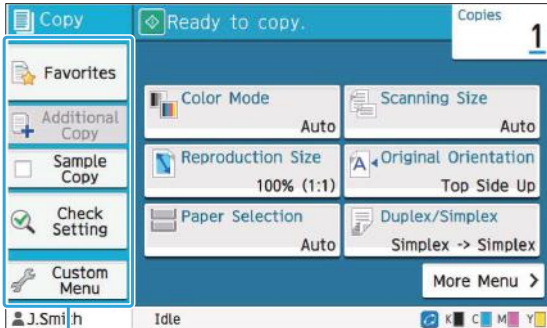 Copy
Ready to copy.
Copies
1
Favorites
Additional
Copy
Sample
Copy
Check
Setting
Custom
Menu
Color Mode
Auto
Scanning Size
Auto
Reproduction Size
100% (1:1)
Original Orientation
Top Side Up
Paper Selection
Auto
Duplex/Simplex
Simplex -> Simplex
More Menu >
J.Smith
Idle
K C M Y